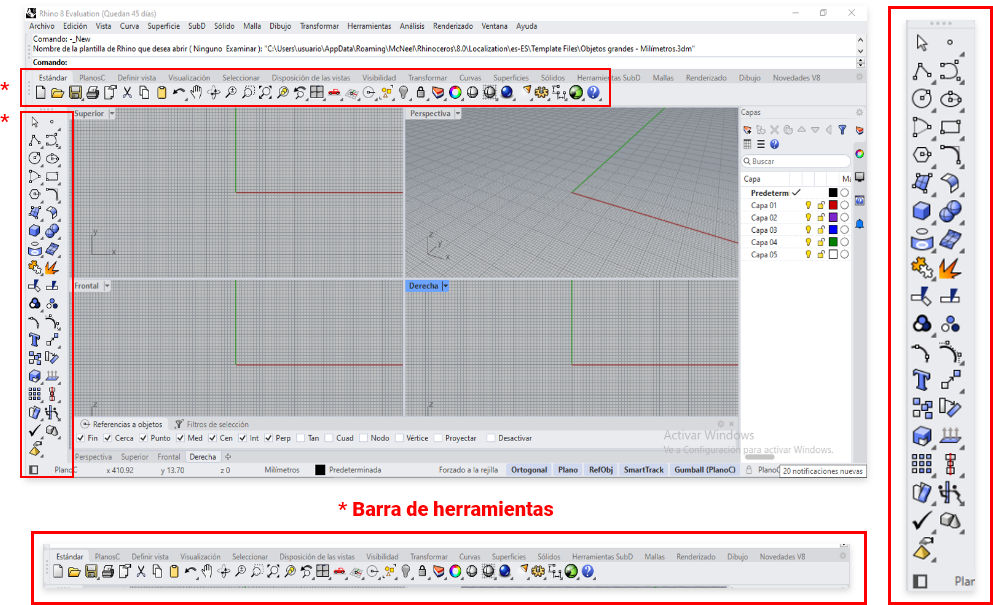 Rhino 8 Evaluation (Quedan 45 días)
Archivo Edición Vista Curva Superficie SubD Sólido Malla Dibujo Transformar Herramientas Análisis Renderizado Ventana Ayuda
Comando: -_New
Nombre de la plantilla de Rhino que desea abrir ( Ninguno Examinar ): "C:\Users\usuario\AppData\Roaming\McNeel\Rhinoceros\8.0\Localization\es-ES\Template Files\Objetos grandes - Milímetros.3dm"
Comando:
Estándar PlanosC Definir vista Visualización Seleccionar Disposición de las vistas Visibilidad Transformar Curvas Superficies Sólidos Herramientas SubD Mallas Renderizado Dibujo Novedades V8
*
*
Superior
Perspectiva
Capas
Buscar
Capa Ma
Predeterm
Capa 01
Capa 02
Capa 03
Capa 04
Capa 05
y
x
z
y
x
Frontal
Derecha
z
z
Referencias a objetos Filtros de selección
Fin Cerca Punto Med Cen Int Perp Tan Cuad Nodo Vértice Proyectar Desactivar
Activar Windows
Ve a Configuración para activar Windows.
Perspectiva Superior Frontal Derecha
PlanoC x 410.92 y 13.70 z 0 Milímetros Predeterminada Forzado a la rejilla Ortogonal Plano RefObj SmartTrack Gumball (PlanoC) PlanoC
20 notificaciones nuevas
* Barra de herramientas
Estándar PlanosC Definir vista Visualización Seleccionar Disposición de las vistas Visibilidad Transformar Curvas Superficies Sólidos Herramientas SubD Mallas Renderizado Dibujo Novedades V8
Plan